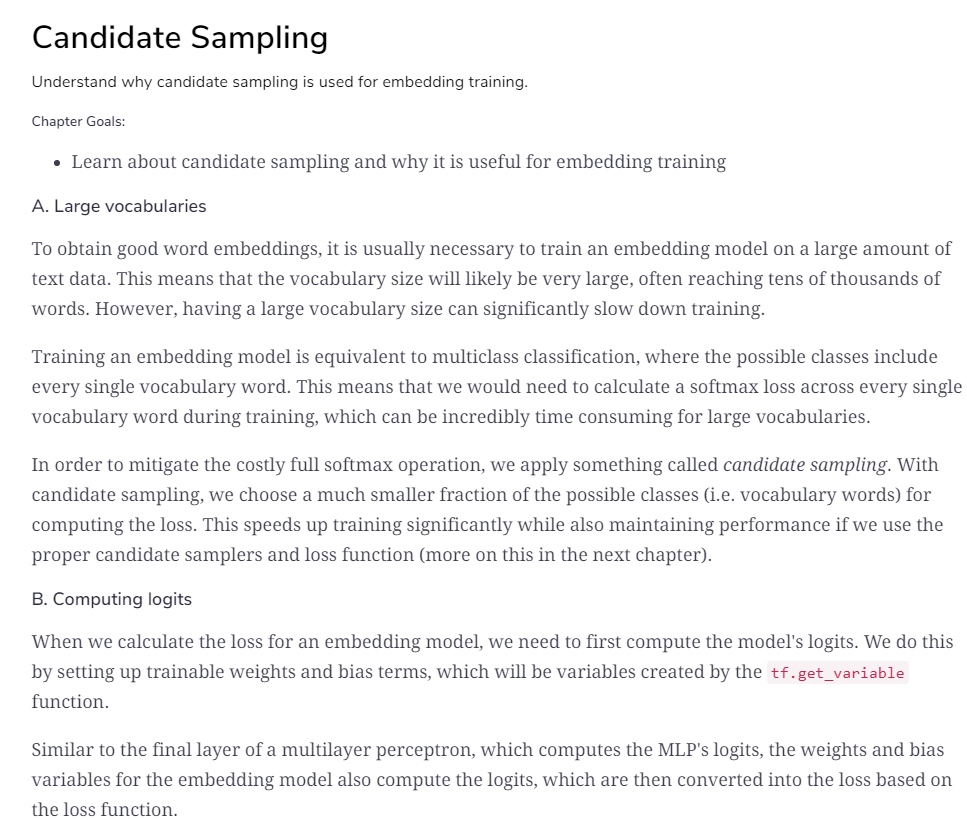 Candidate Sampling
Understand why candidate sampling is used for embedding training.
Chapter Goals:
• Learn about candidate sampling and why it is useful for embedding training
A. Large vocabularies
To obtain good word embeddings, it is usually necessary to train an embedding model on a large amount of
text data. This means that the vocabulary size will likely be very large, often reaching tens of thousands of
words. However, having a large vocabulary size can significantly slow down training.
Training an embedding model is equivalent to multiclass classification, where the possible classes include
every single vocabulary word. This means that we would need to calculate a softmax loss across every single
vocabulary word during training, which can be incredibly time consuming for large vocabularies.
In order to mitigate the costly full softmax operation, we apply something called candidate sampling. With
candidate sampling, we choose a much smaller fraction of the possible classes (i.e. vocabulary words) for
computing the loss. This speeds up training significantly while also maintaining performance if we use the
proper candidate samplers and loss function (more on this in the next chapter).
B. Computing logits
When we calculate the loss for an embedding model, we need to first compute the model's logits. We do this
by setting up trainable weights and bias terms, which will be variables created by the tf.get_variable
function.
Similar to the final layer of a multilayer perceptron, which computes the MLP's logits, the weights and bias
variables for the embedding model also compute the logits, which are then converted into the loss based on
the loss function.